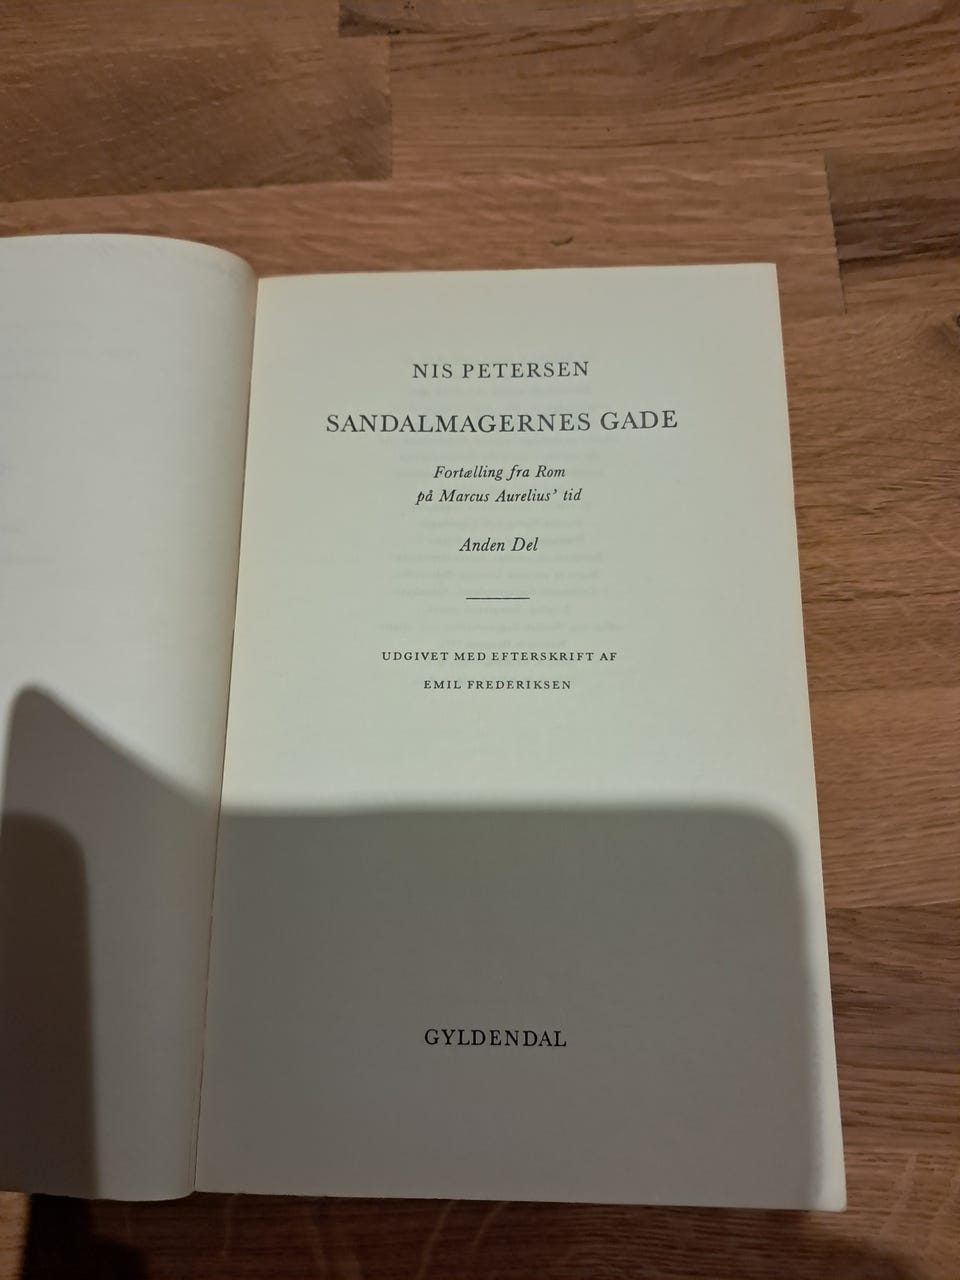 NIS PETERSEN
SANDALMAGERNES GADE
Fortælling fra Rom
på Marcus Aurelius' tid
Anden Del
UDGIVET MED EFTERSKRIFT AF
EMIL FREDERIKSEN
GYLDENDAL